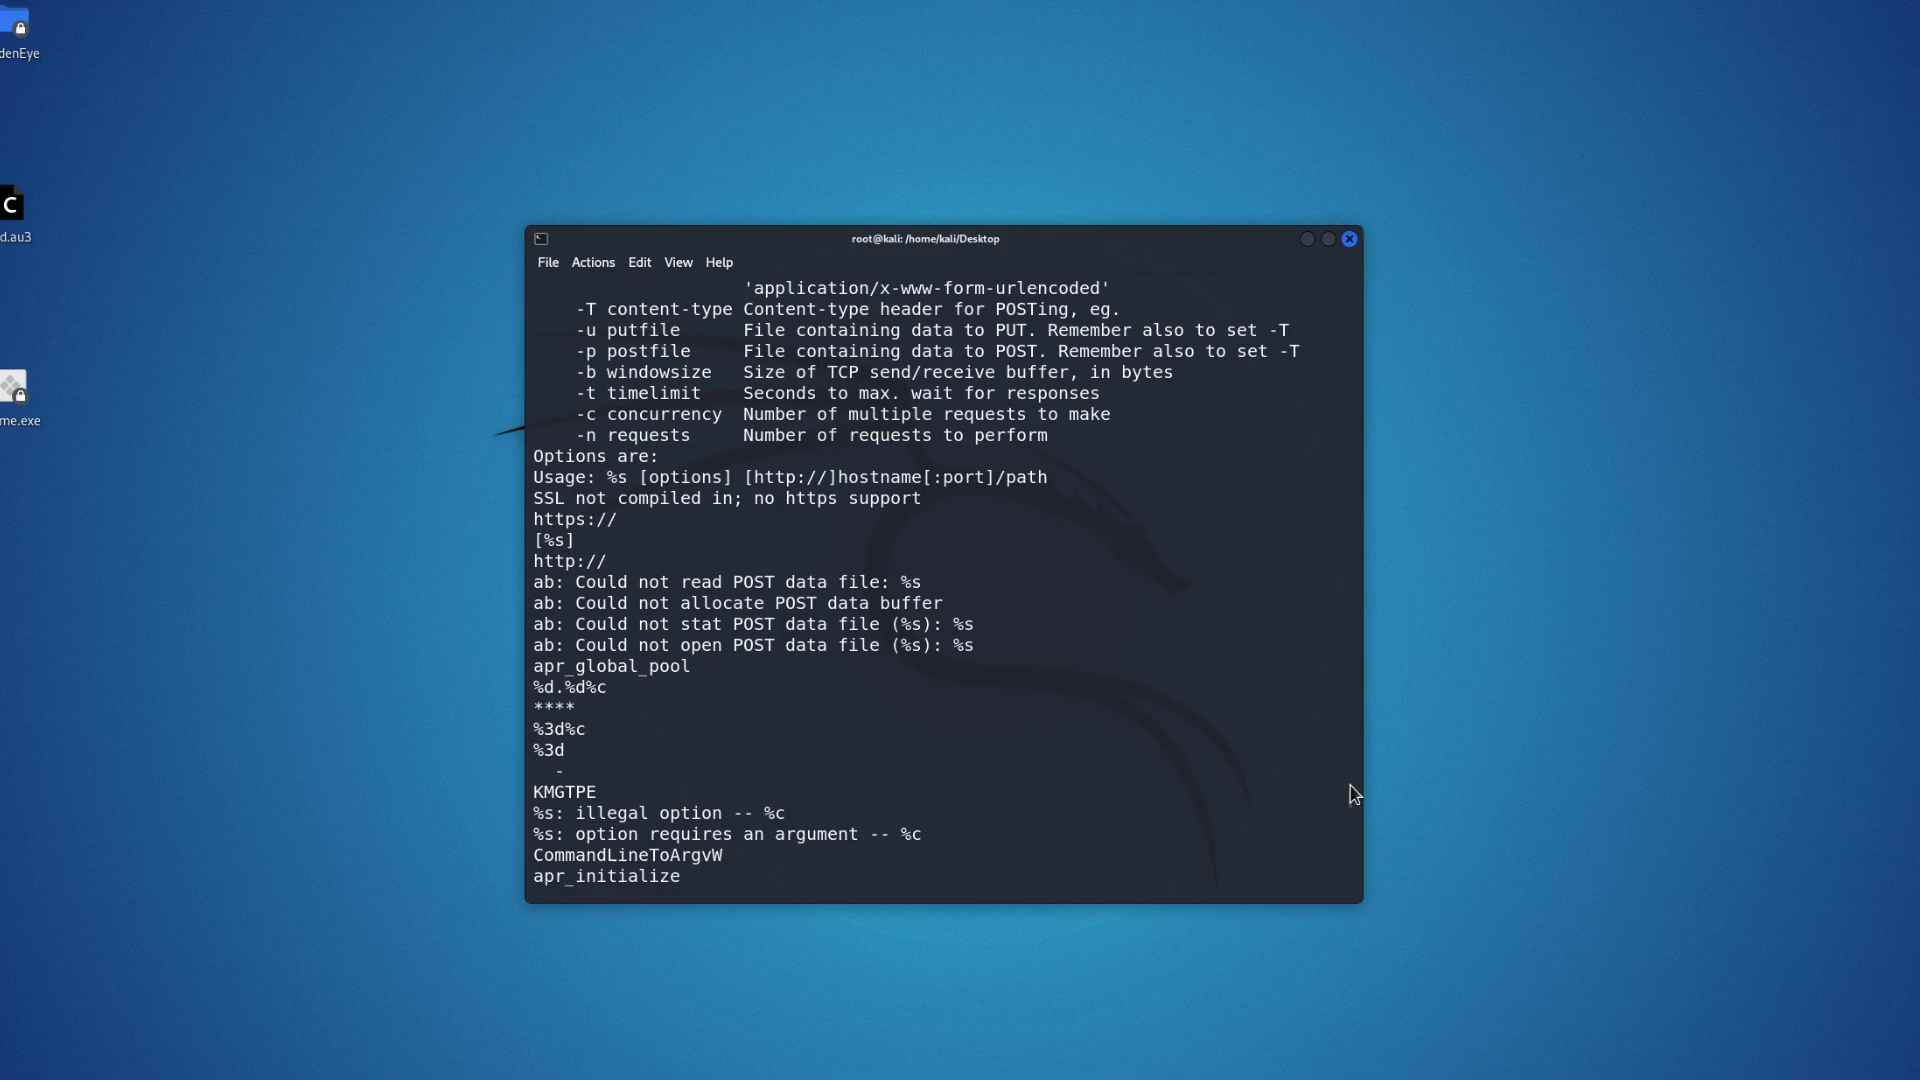 denEye
d.au3
me.exe
root@kali: /home/kali/Desktop
File Actions Edit View Help
'application/x-www-form-urlencoded'
-T content-type Content-type header for POSTing, eg.
-u putfile File containing data to PUT. Remember also to set -T
-p postfile File containing data to POST. Remember also to set -T
-b windowsize Size of TCP send/receive buffer, in bytes
-t timelimit Seconds to max. wait for responses
-c concurrency Number of multiple requests to make
-n requests Number of requests to perform
Options are:
Usage: %s [options] [http://]hostname[:port]/path
SSL not compiled in; no https support
https://
[%s]
http://
ab: Could not read POST data file: %s
ab: Could not allocate POST data buffer
ab: Could not stat POST data file (%s): %s
ab: Could not open POST data file (%s): %s
apr_global_pool
%d.%d%c
****
%3d%c
%3d
-
KMGTPE
%s: illegal option -- %c
%s: option requires an argument -- %c
CommandLineToArgvW
apr_initialize